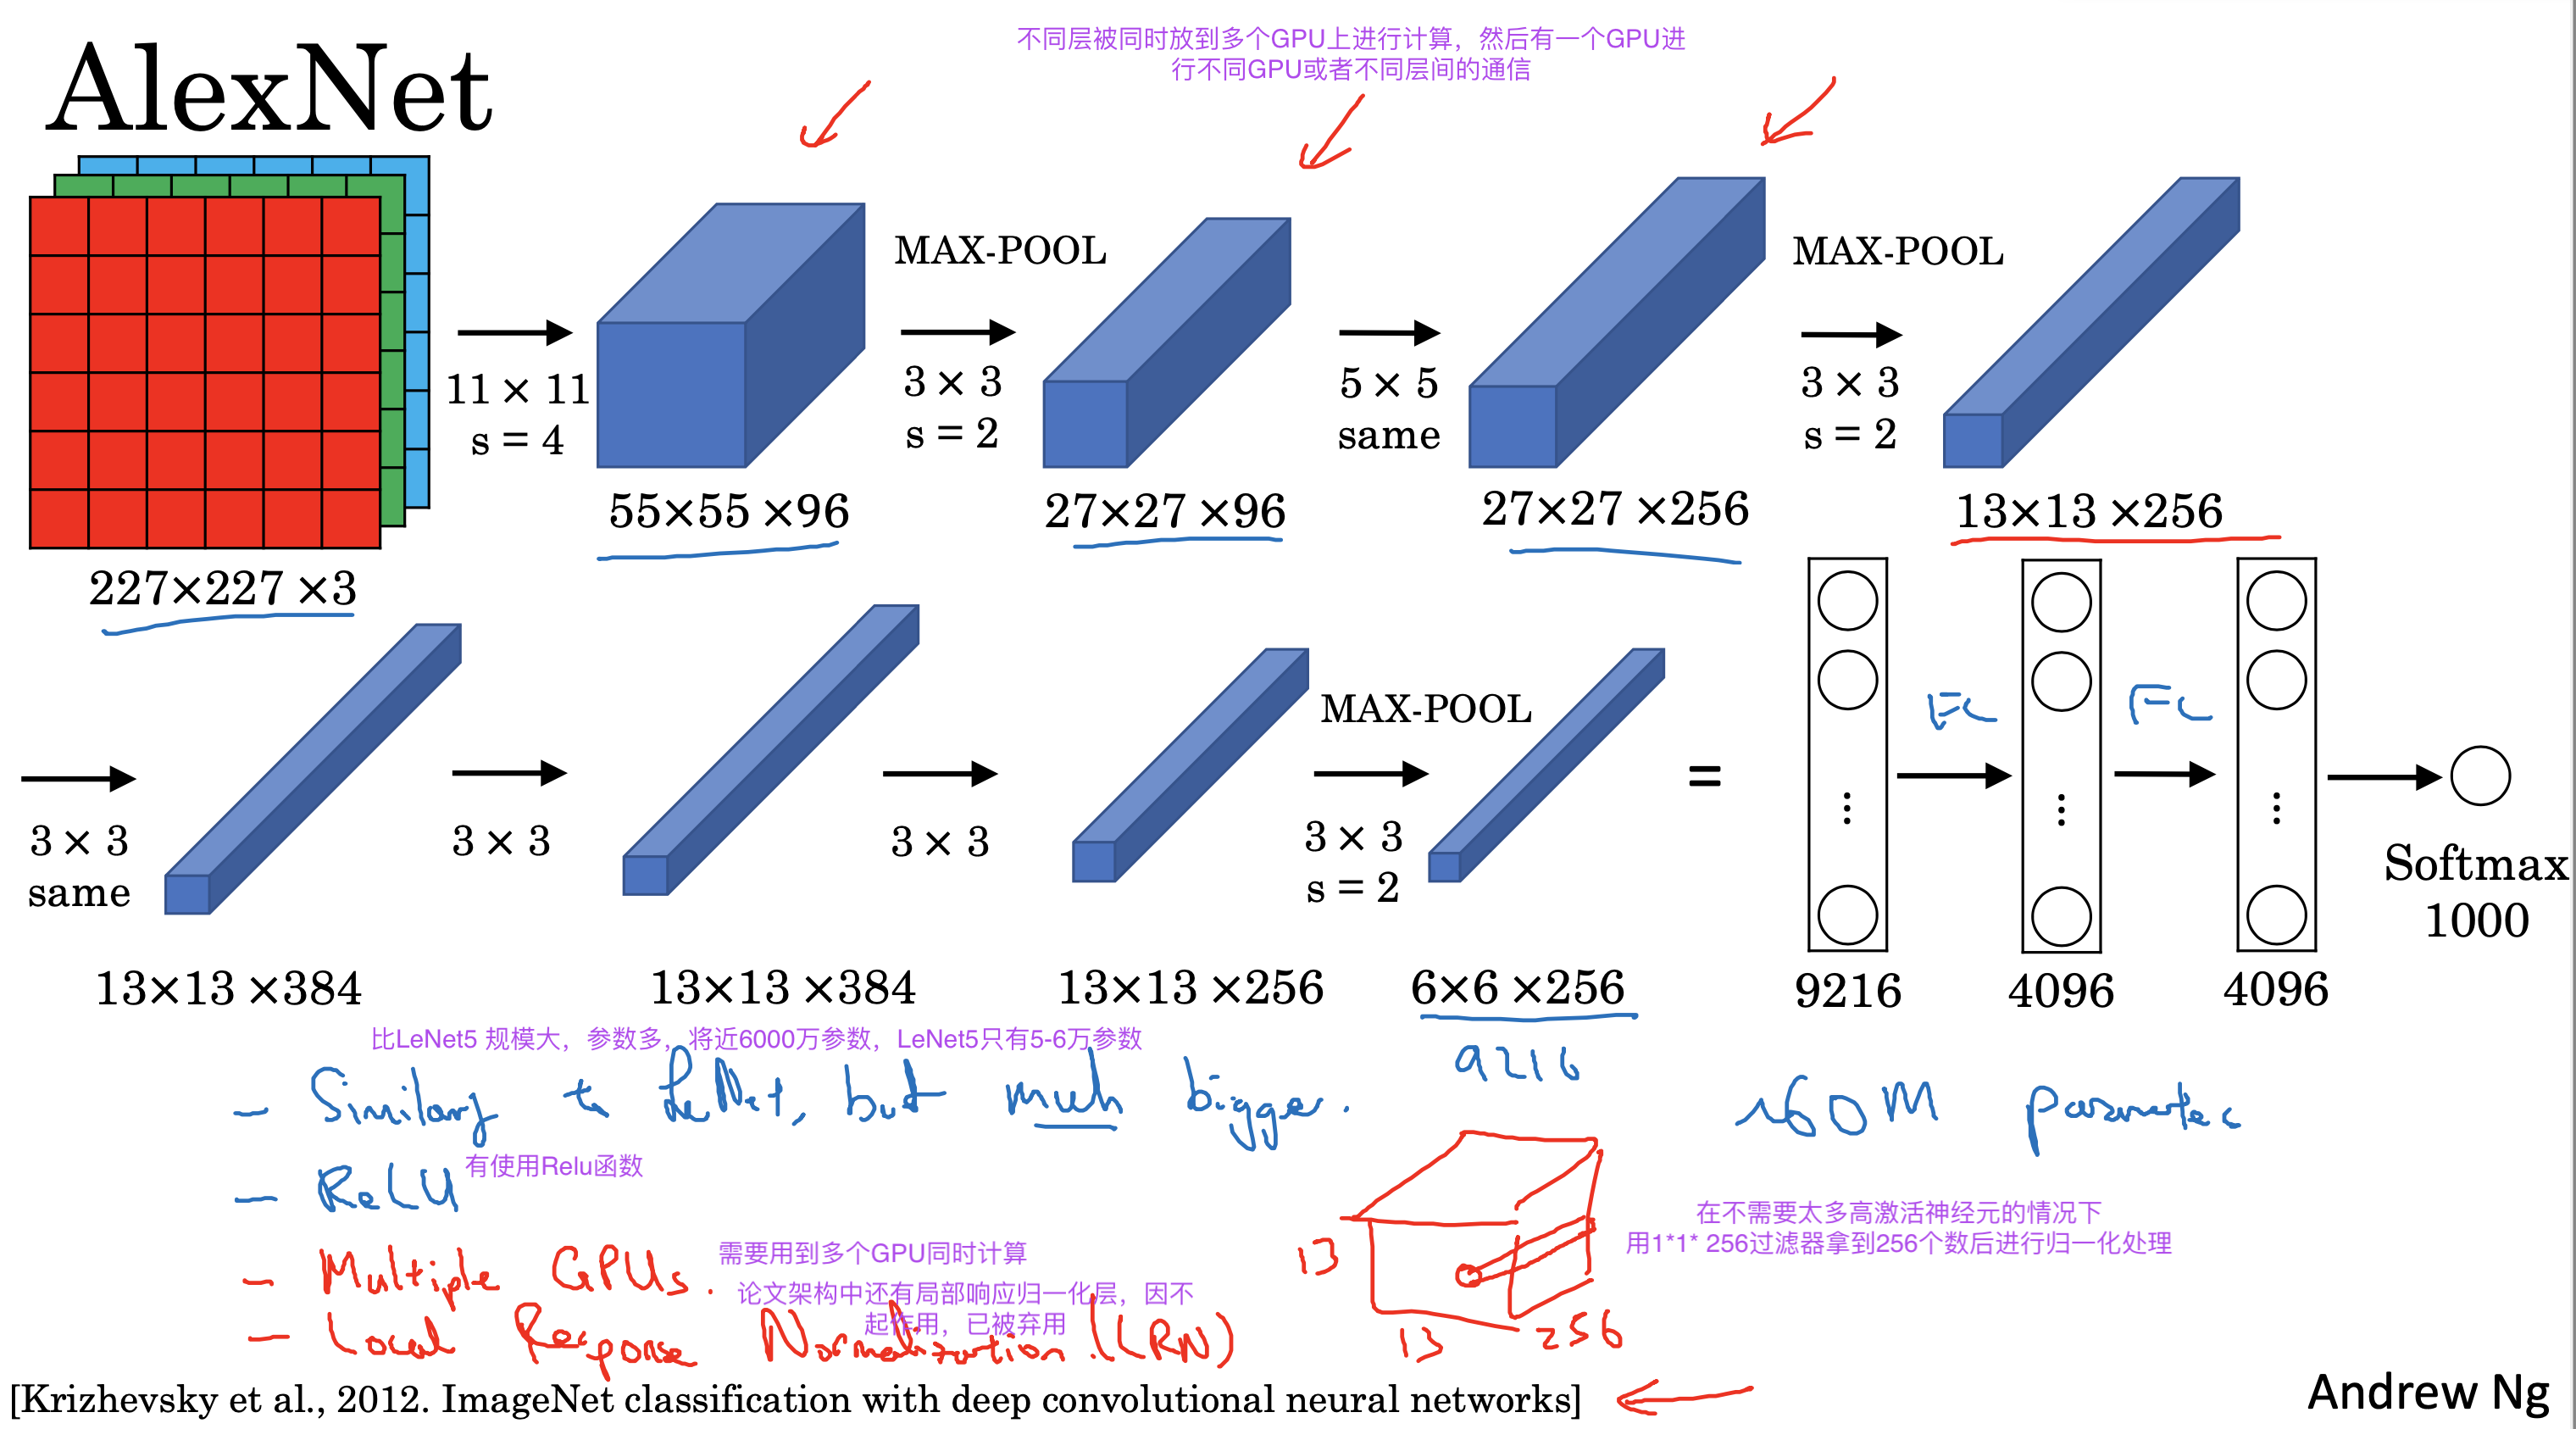 不同层被同时放到多个GPU上进行计算，然后有一个GPU进
行不同GPU或者不同层间的通信
AlexNet
MAX-POOL
MAX-POOL
11 × 11
s = 4
3 × 3
s = 2
5 × 5
same
3 × 3
s = 2
227×227 ×3
55×55 ×96
27×27 ×96
27×27 ×256
13×13 ×256
MAX-POOL
FC
FC
3 × 3
same
3 × 3
3 × 3
3 × 3
s = 2
=
Softmax
1000
13×13 ×384
13×13 ×384
13×13 ×256
6×6 ×256
9216
4096
4096
比LeNet5 规模大，参数多，将近6000万参数，LeNet5只有5-6万参数
9216
- Similarity to LeNet, but much bigger.
~60M parameters
- ReLU
有使用Relu函数
在不需要太多高激活神经元的情况下
用1*1* 256过滤器拿到256个数后进行归一化处理
- Multiple GPUs.
需要用到多个GPU同时计算
论文架构中还有局部响应归一化层，因不
起作用，已被弃用
- Local Response Normalization (LRN)
13
13
256
[Krizhevsky et al., 2012. ImageNet classification with deep convolutional neural networks]
Andrew Ng